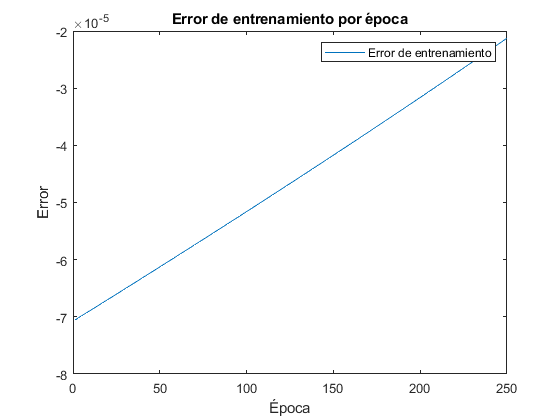 Error de entrenamiento por época
×10-5
Error de entrenamiento
-2
-3
-4
-5
-6
-7
-8
Error
0 50 100 150 200 250
Época